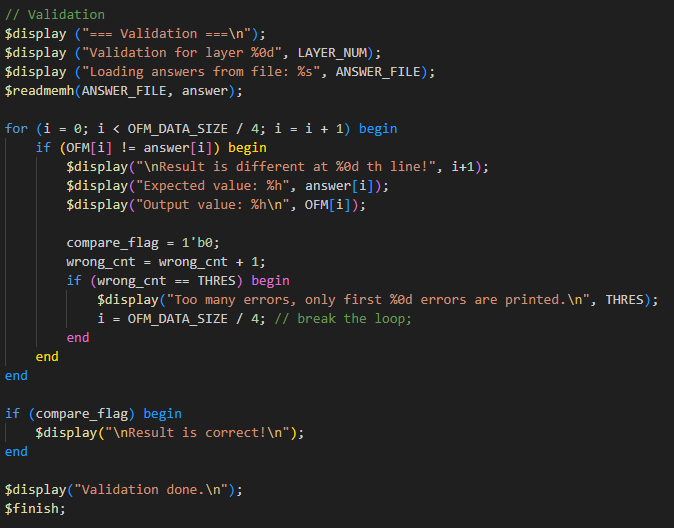 // Validation
$display ("=== Validation ===\n");
$display ("Validation for layer %0d", LAYER_NUM);
$display ("Loading answers from file: %s", ANSWER_FILE);
$readmemh(ANSWER_FILE, answer);

for (i = 0; i < OFM_DATA_SIZE / 4; i = i + 1) begin
    if (OFM[i] != answer[i]) begin
        $display("\nResult is different at %0d th line!", i+1);
        $display("Expected value: %h", answer[i]);
        $display("Output value: %h\n", OFM[i]);

        compare_flag = 1'b0;
        wrong_cnt = wrong_cnt + 1;
        if (wrong_cnt == THRES) begin
            $display("Too many errors, only first %0d errors are printed.\n", THRES);
            i = OFM_DATA_SIZE / 4; // break the loop;
        end
    end
end

if (compare_flag) begin
    $display("\nResult is correct!\n");
end

$display("Validation done.\n");
$finish;